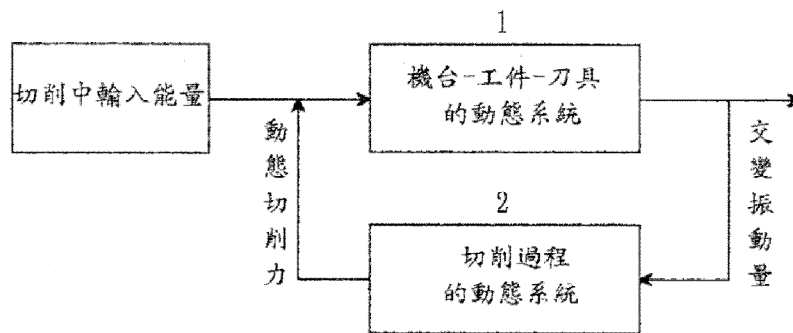 1
切削中輸入能量
機台-工件-刀具
的動態系統
動態切削力
交變振動量
2
切削過程
的動態系統